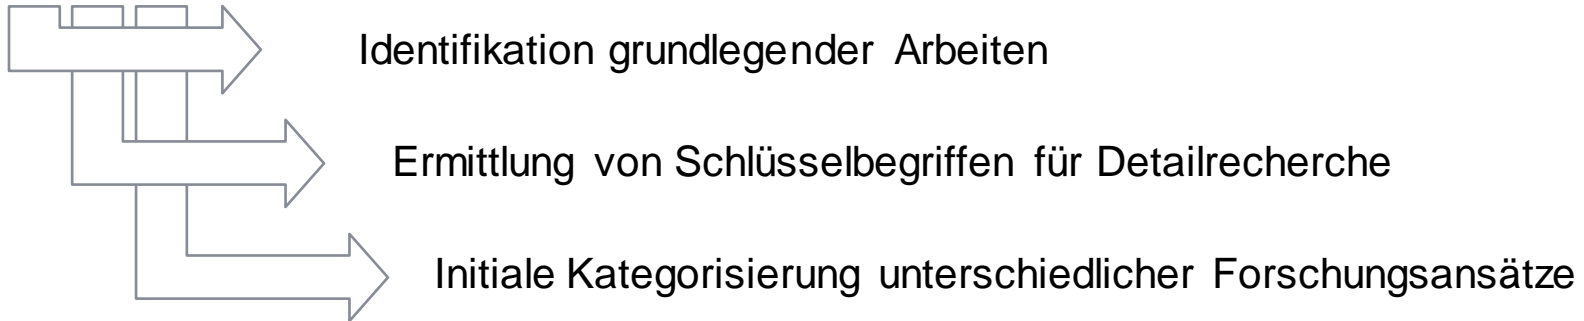 Identifikation grundlegender Arbeiten
Ermittlung von Schlüsselbegriffen für Detailrecherche
Initiale Kategorisierung unterschiedlicher Forschungsansätze